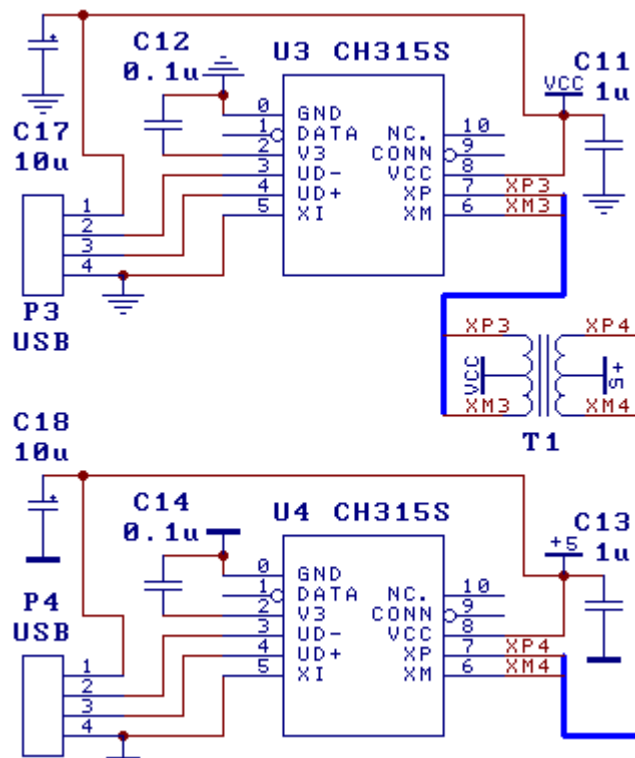 C12
0.1u
U3 CH315S
C11
1u
VCC
C17
10u
0 GND
1 DATA
2 V3
3 UD-
4 UD+
5 XI
NC. 10
CONN 9
VCC 8
XP 7 XP3
XM 6 XM3
1
2
3
4
P3
USB
XP3
XP4
VCC
+5
XM3
XM4
T1
C18
10u
C14
0.1u
U4 CH315S
C13
1u
+5
P4
USB
0 GND
1 DATA
2 V3
3 UD-
4 UD+
5 XI
NC. 10
CONN 9
VCC 8
XP 7 XP4
XM 6 XM4
1
2
3
4